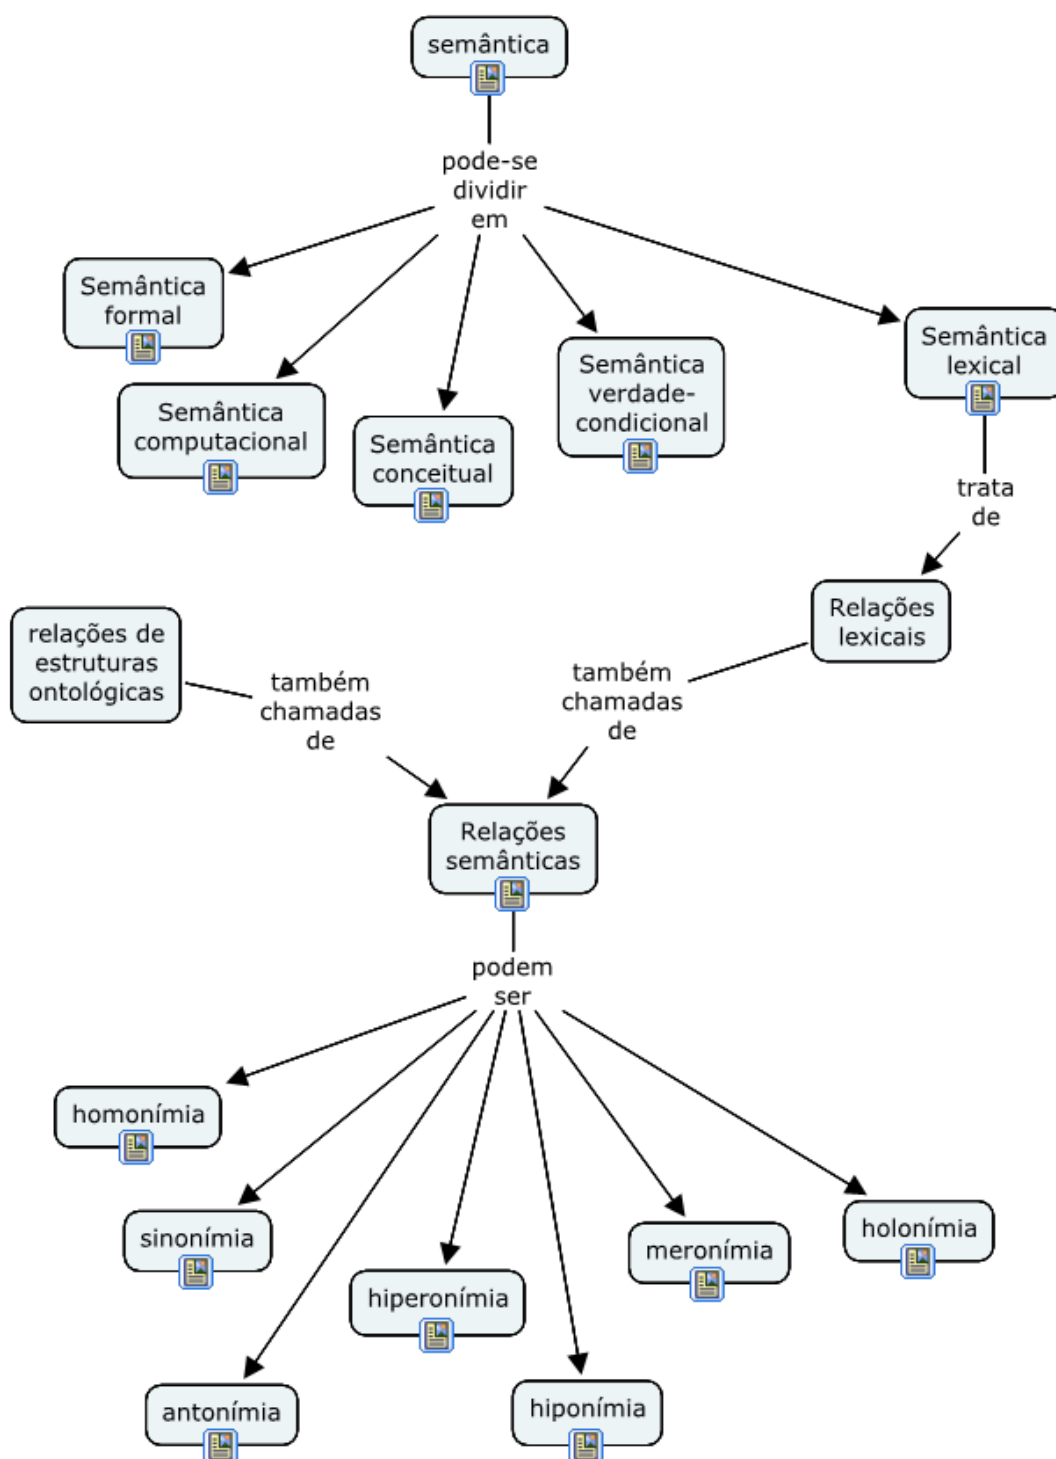 semântica
pode-se
dividir
em
Semântica
formal
Semântica
computacional
Semântica
conceitual
Semântica
verdade-
condicional
Semântica
lexical
trata
de
Relações
lexicais
relações de
estruturas
ontológicas
também
chamadas
de
também
chamadas
de
Relações
semânticas
podem
ser
homonímia
sinonímia
antonímia
hiperonímia
hiponímia
meronímia
holonímia